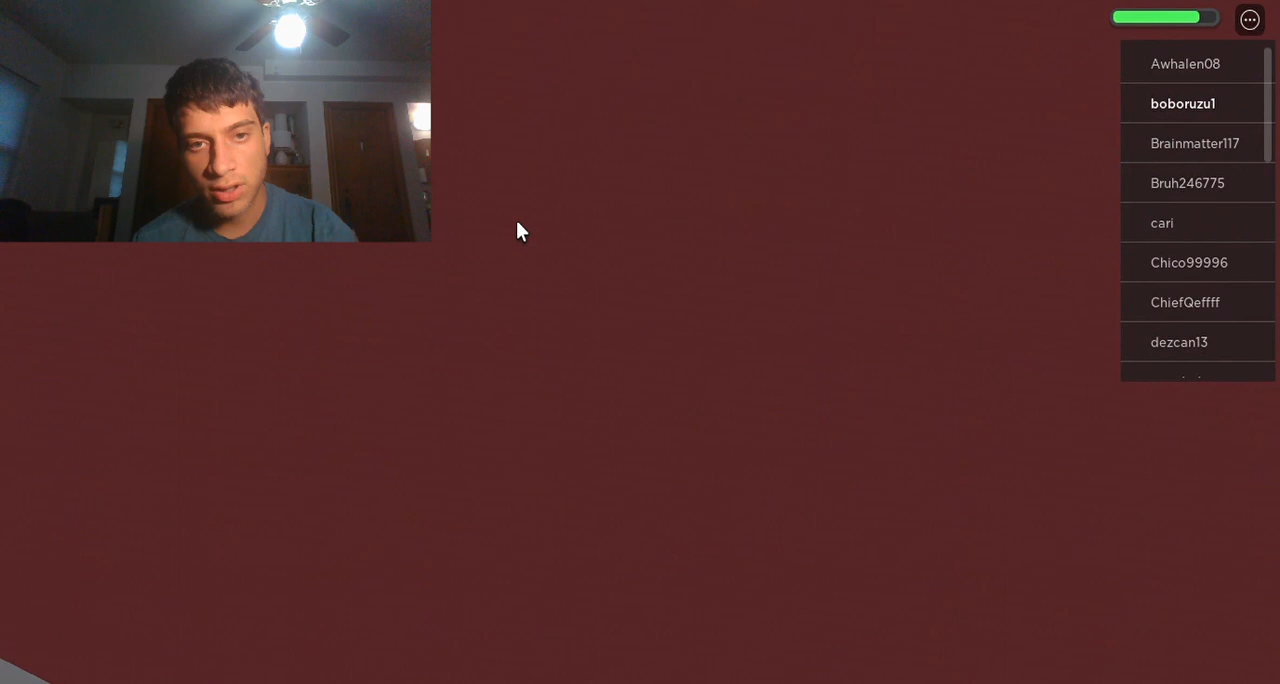 Awhalen08
boboruzu1
Brainmatter117
Bruh246775
cari
Chico99996
ChiefQeffff
dezcan13